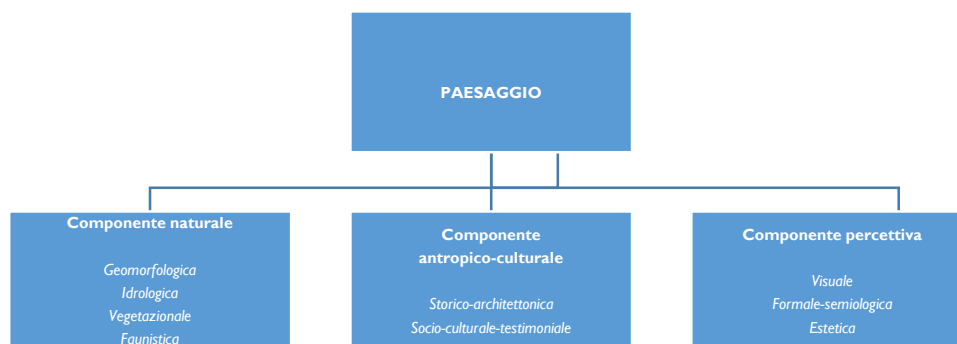 PAESAGGIO
Componente naturale
Geomorfologica
Idrologica
Vegetazionale
Faunistica
Componente
antropico-culturale
Storico-architettonica
Socio-culturale-testimoniale
Componente percettiva
Visuale
Formale-semiologica
Estetica